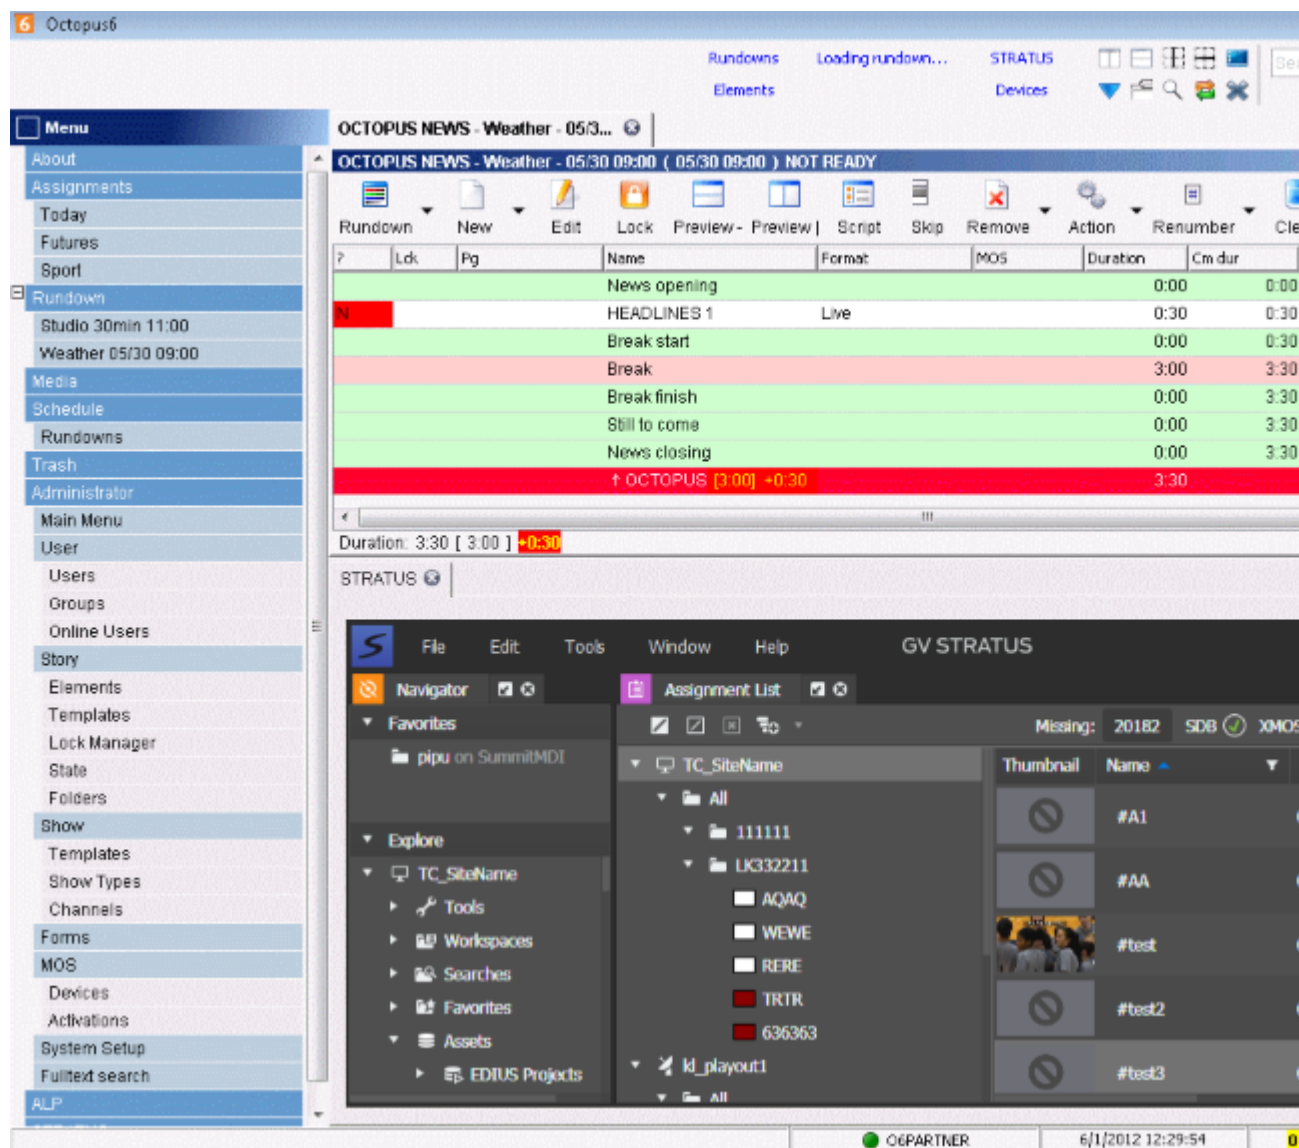 Octopus6
Rundowns Loading rundown... STRATUS
Elements Devices
Menu
OCTOPUS NEWS - Weather - 05/3...
About
OCTOPUS NEWS - Weather - 05/30 09:00 ( 05/30 09:00 ) NOT READY
Assignments
Today
Futures
Sport
Rundown
Studio 30min 11:00
Weather 05/30 09:00
Media
Schedule
Rundowns
Trash
Administrator
Main Menu
User
Users
Groups
Online Users
Story
Elements
Templates
Lock Manager
State
Folders
Show
Templates
Show Types
Channels
Forms
MOS
Devices
Activations
System Setup
Fulltext search
ALP
Rundown New Edit Lock Preview - Preview | Script Skip Remove Action Renumber Cle
? Lck Pg Name Format MOS Duration Cm dur
News opening 0:00 0:00
N HEADLINES 1 Live 0:30 0:30
Break start 0:00 0:30
Break 3:00 3:30
Break finish 0:00 3:30
Still to come 0:00 3:30
News closing 0:00 3:30
↑ OCTOPUS [3:00] +0:30 3:30
Duration: 3:30 [ 3:00 ] +0:30
STRATUS
File Edit Tools Window Help GV STRATUS
Navigator
Favorites
pipu on SummitMDI
Explore
TC_SiteName
Tools
Workspaces
Searches
Favorites
Assets
EDIUS Projects
Assignment List
Missing: 20182 SDB XMOS
TC_SiteName
All
111111
LK332211
AQAQ
WEWE
RERE
TRTR
636363
kl_playout1
All
Thumbnail Name
#A1
#AA
#test
#test2
#test3
O6PARTNER 6/1/2012 12:29:54 0